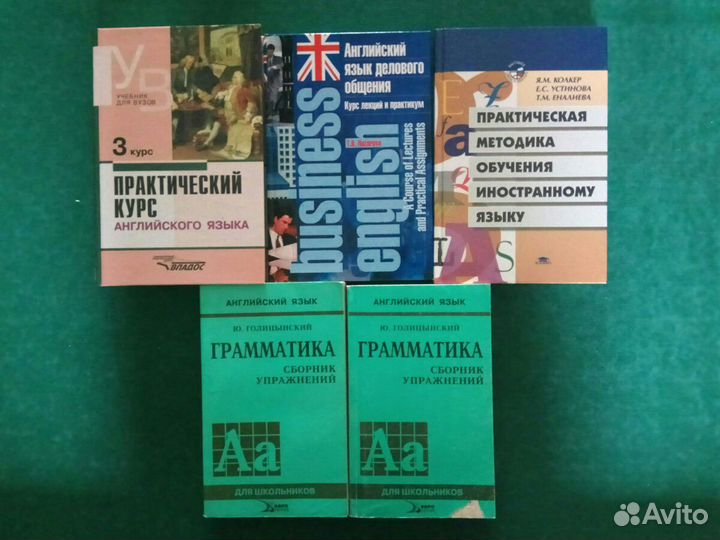 УВ
УЧЕБНИК
ДЛЯ ВУЗОВ
3 курс
ПРАКТИЧЕСКИЙ
КУРС
АНГЛИЙСКОГО ЯЗЫКА
ВЛАДОС
Английский
язык делового
общения
Курс лекций и практикум
business
english
A Course of Lectures
and Practical Assignments
Я.М. КОЛКЕР
Е.С. УСТИНОВА
Т.М. ЕНАЛИЕВА
ПРАКТИЧЕСКАЯ
МЕТОДИКА
ОБУЧЕНИЯ
ИНОСТРАННОМУ
ЯЗЫКУ
АНГЛИЙСКИЙ ЯЗЫК
Ю. ГОЛИЦЫНСКИЙ
ГРАММАТИКА
СБОРНИК
УПРАЖНЕНИЙ
Aa
ДЛЯ ШКОЛЬНИКОВ
КАРО
АНГЛИЙСКИЙ ЯЗЫК
Ю. ГОЛИЦЫНСКИЙ
ГРАММАТИКА
СБОРНИК
УПРАЖНЕНИЙ
Aa
ДЛЯ ШКОЛЬНИКОВ
КАРО
Avito